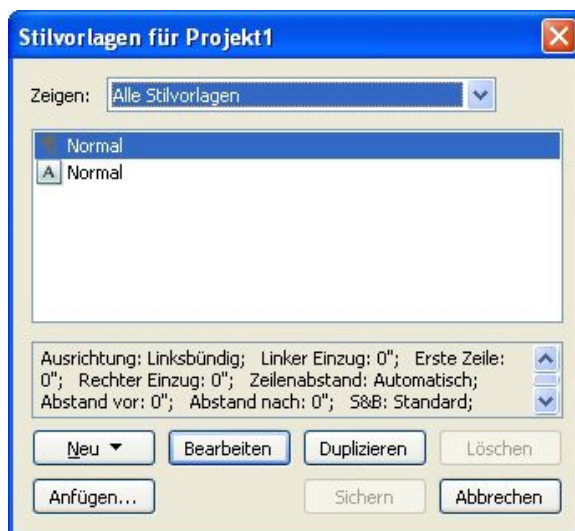 Stilvorlagen für Projekt1
Zeigen: Alle Stilvorlagen
Normal
A Normal
Ausrichtung: Linksbündig; Linker Einzug: 0"; Erste Zeile:
0"; Rechter Einzug: 0"; Zeilenabstand: Automatisch;
Abstand vor: 0"; Abstand nach: 0"; S&B: Standard;
Neu Bearbeiten Duplizieren Löschen
Anfügen... Sichern Abbrechen